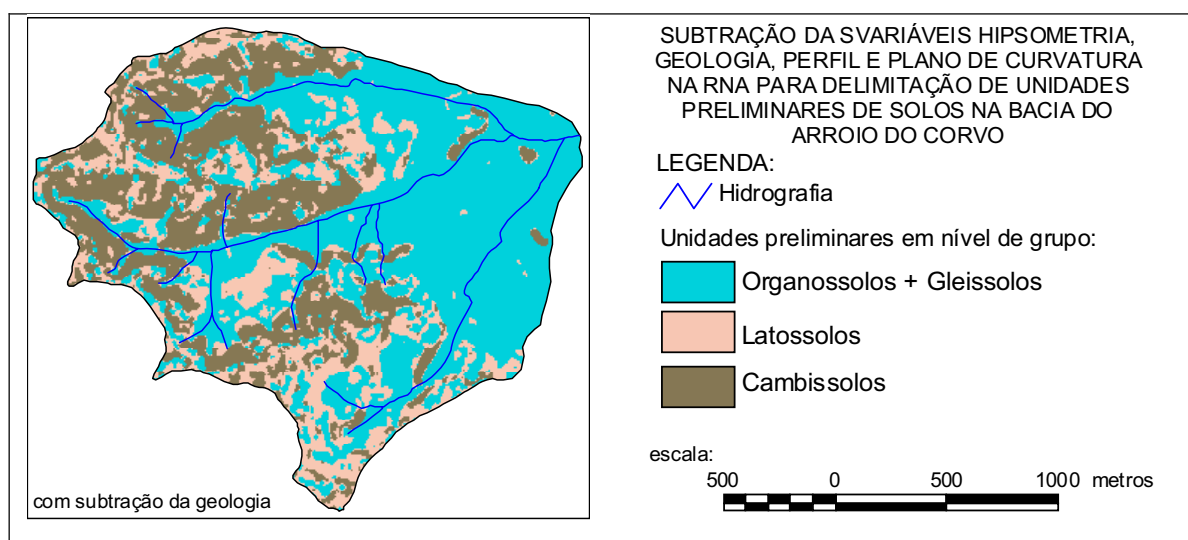 SUBTRAÇÃO DA SVARIÁVEIS HIPSOMETRIA,
GEOLOGIA, PERFIL E PLANO DE CURVATURA
NA RNA PARA DELIMITAÇÃO DE UNIDADES
PRELIMINARES DE SOLOS NA BACIA DO
ARROIO DO CORVO
LEGENDA:
Hidrografia
Unidades preliminares em nível de grupo:
Organossolos + Gleissolos
Latossolos
Cambissolos
escala:
500 0 500 1000 metros
com subtração da geologia